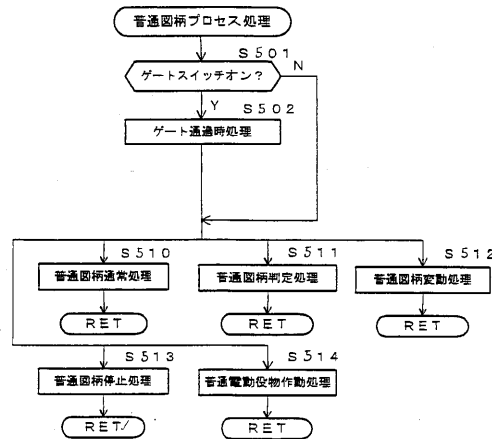 普通図柄プロセス処理
S501
ゲートスイッチオン?
N
Y
S502
ゲート通過時処理
S510
S511
S512
普通図柄通常処理
普通図柄判定処理
普通図柄変動処理
RET
RET
RET
S513
S514
普通図柄停止処理
普通電動役物作動処理
RET
RET